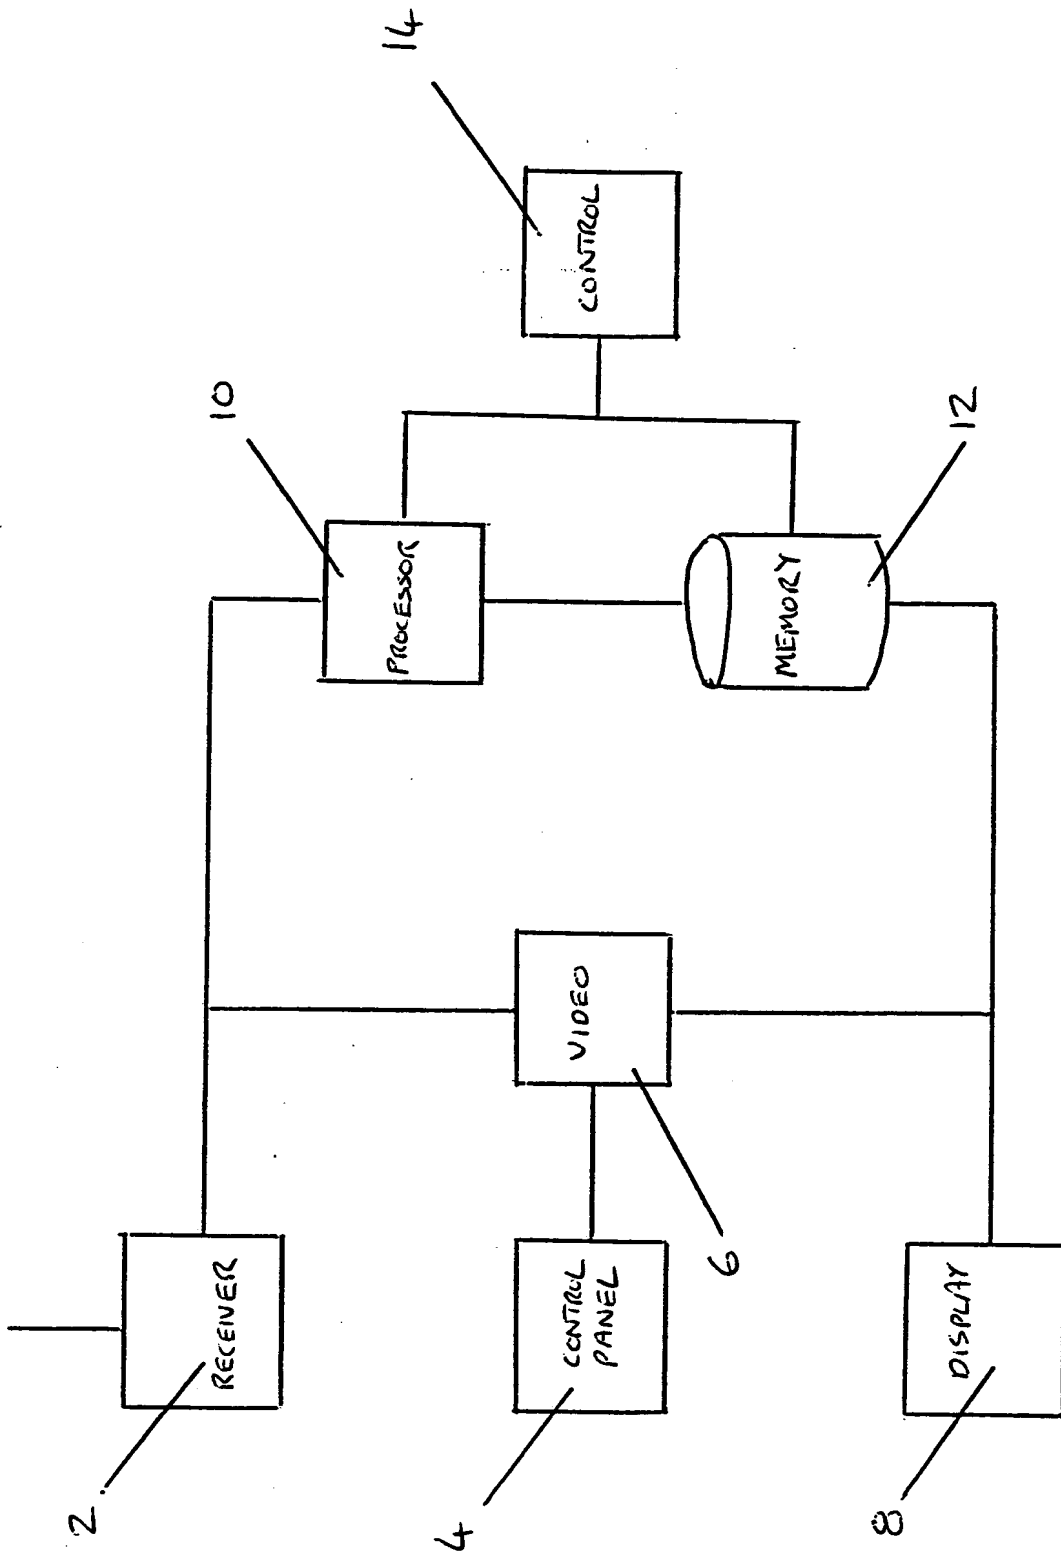 2
RECEIVER
4
CONTROL
PANEL
8
DISPLAY
6
VIDEO
10
PROCESSOR
12
MEMORY
14
CONTROL